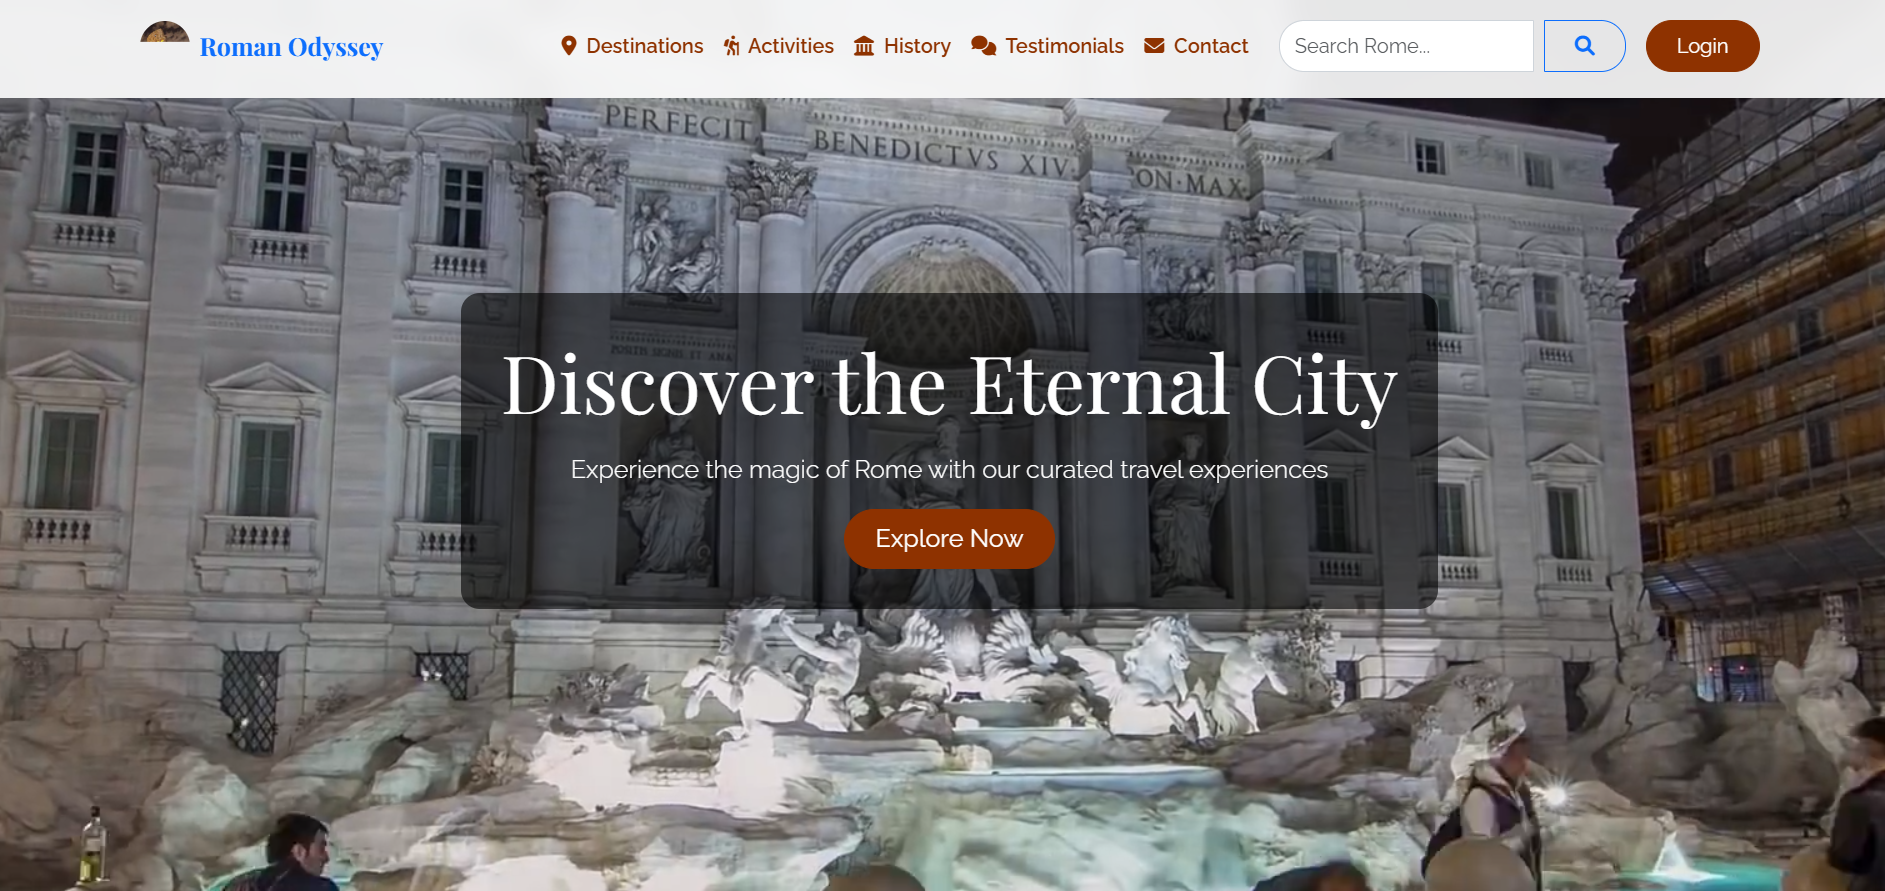 Roman Odyssey
Destinations
Activities
History
Testimonials
Contact
Search Rome...
Login
PERFECIT
BENEDICTVS XIV.
PON·MAX
POSITIS SIGNIS ET ANA
Discover the Eternal City
Experience the magic of Rome with our curated travel experiences
Explore Now